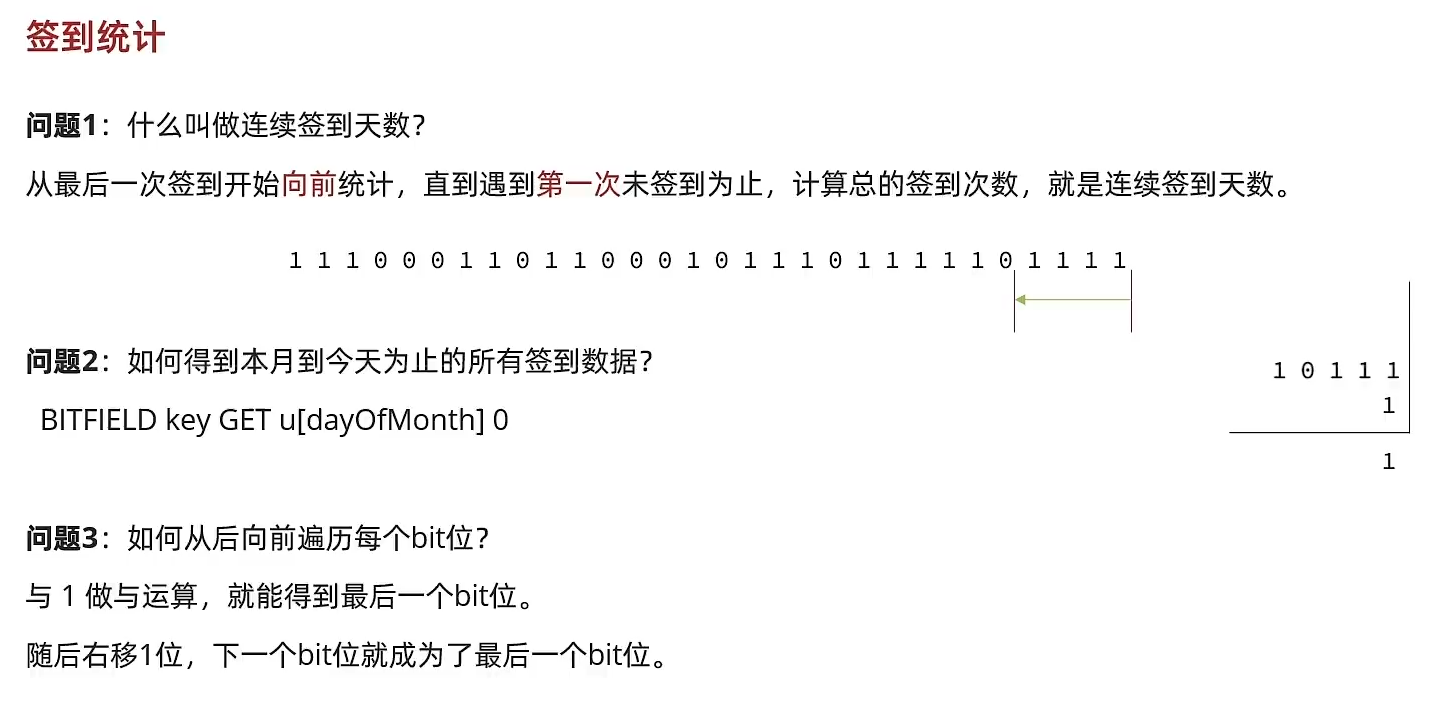 签到统计
问题1：什么叫做连续签到天数？
从最后一次签到开始向前统计，直到遇到第一次未签到为止，计算总的签到次数，就是连续签到天数。
1 1 1 0 0 0 1 1 0 1 1 0 0 0 1 0 1 1 1 0 1 1 1 1 1 0 1 1 1 1
问题2：如何得到本月到今天为止的所有签到数据？
BITFIELD key GET u[dayOfMonth] 0
1 0 1 1 1
1
1
问题3：如何从后向前遍历每个bit位？
与 1 做与运算，就能得到最后一个bit位。
随后右移1位，下一个bit位就成为了最后一个bit位。